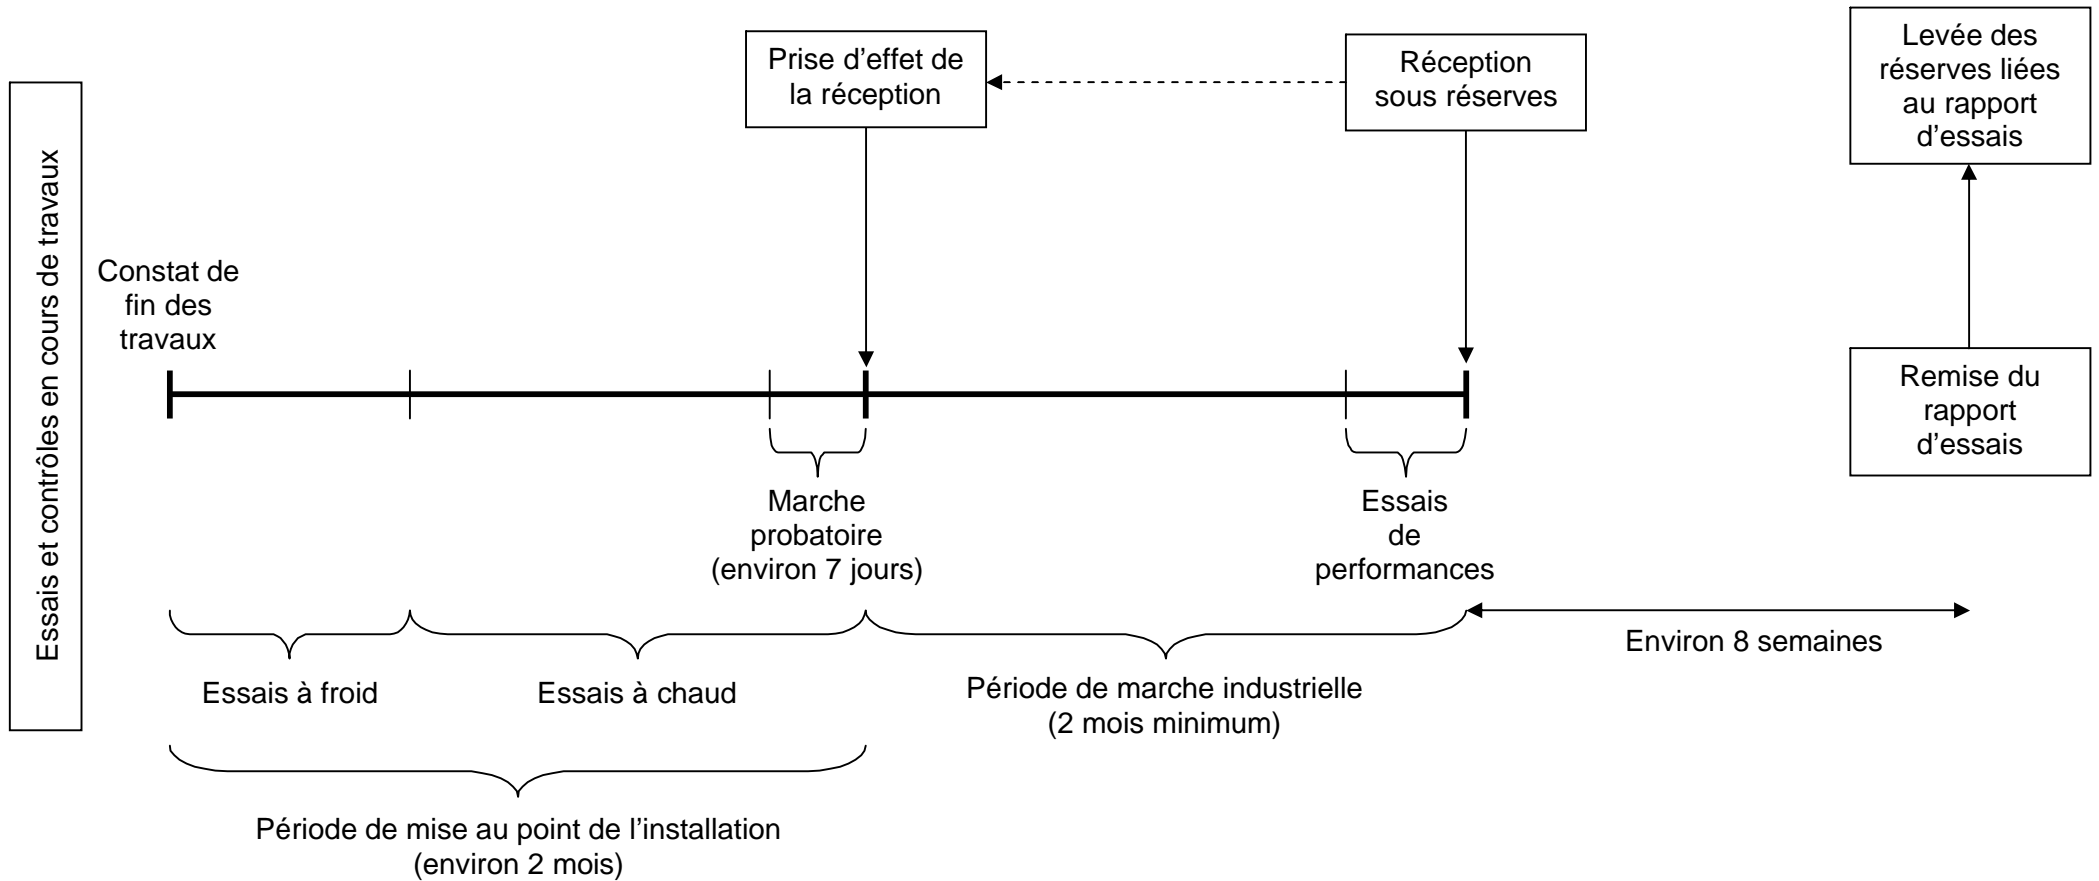 Essais et contrôles en cours de travaux
Prise d’effet de
la réception
Réception
sous réserves
Levée des
réserves liées
au rapport
d’essais
Constat de
fin des
travaux
Remise du
rapport
d’essais
Marche
probatoire
(environ 7 jours)
Essais
de
performances
Environ 8 semaines
Essais à froid
Essais à chaud
Période de marche industrielle
(2 mois minimum)
Période de mise au point de l’installation
(environ 2 mois)